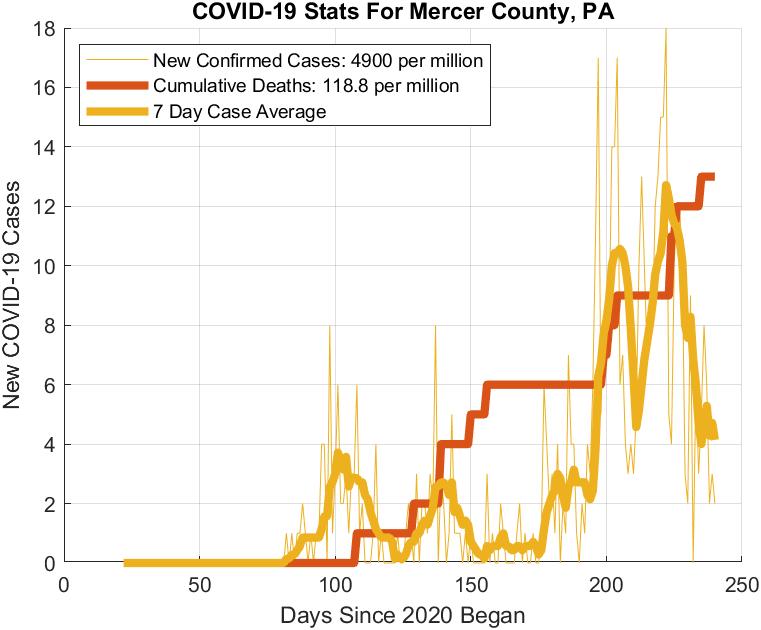 COVID-19 Stats For Mercer County, PA
New Confirmed Cases: 4900 per million
Cumulative Deaths: 118.8 per million
7 Day Case Average
New COVID-19 Cases
18
16
14
12
10
8
6
4
2
0
0 50 100 150 200 250
Days Since 2020 Began